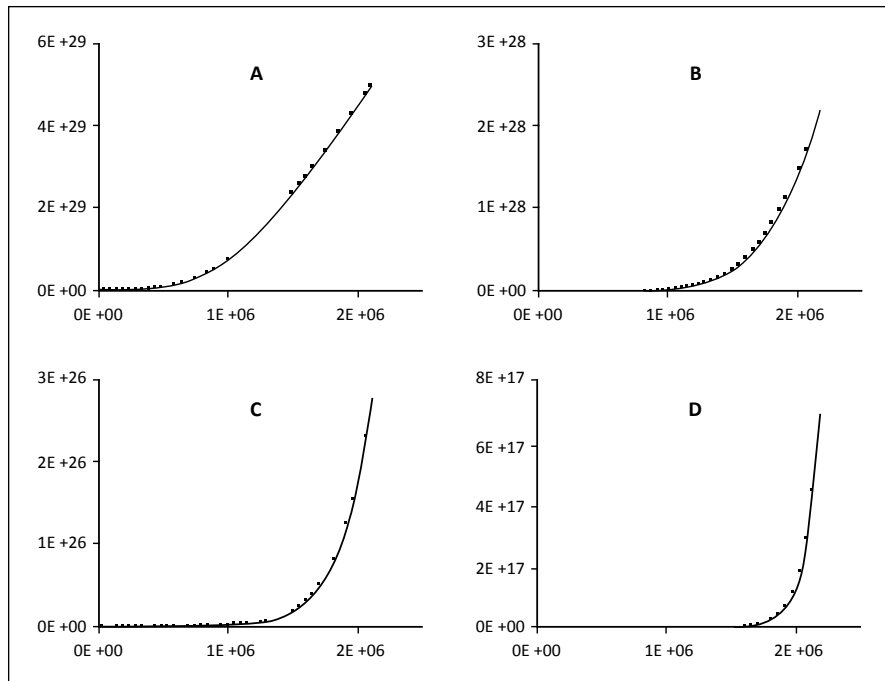 6E +29
A
4E +29
2E +29
0E +00
0E +00 1E +06 2E +06
3E +28
B
2E +28
1E +28
0E +00
0E +00 1E +06 2E +06
3E +26
C
2E +26
1E +26
0E +00
0E +00 1E +06 2E +06
8E +17
D
6E +17
4E +17
2E +17
0E +00
0E +00 1E +06 2E +06